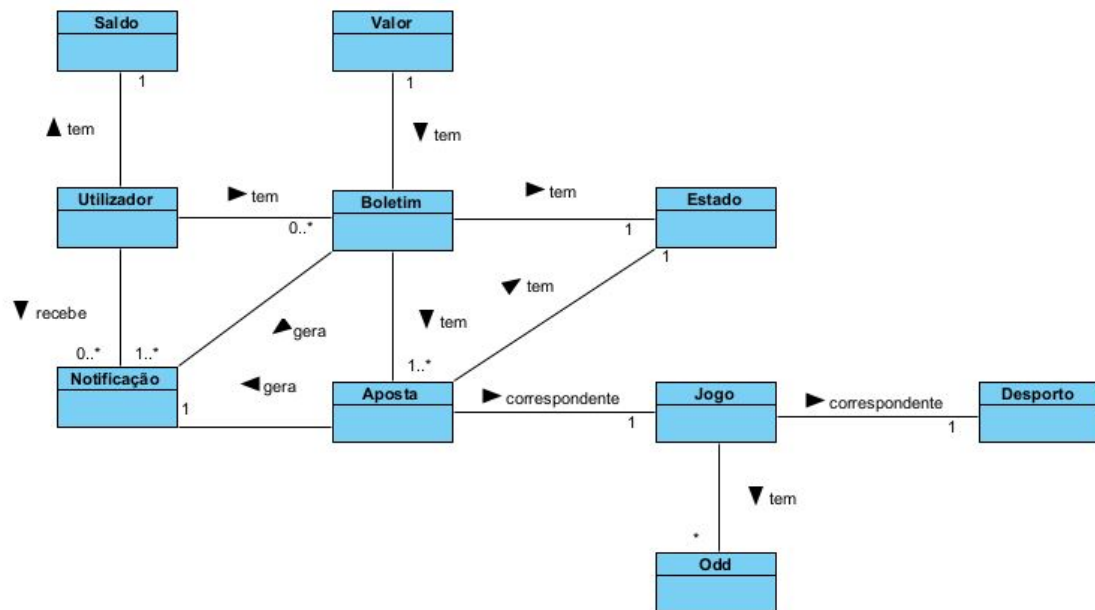 Saldo
Valor
1
1
tem
tem
Utilizador
tem
Boletim
tem
Estado
0..*
1
1
tem
recebe
gera
tem
0..*
1..*
1..*
Notificação
gera
Aposta
correspondente
Jogo
correspondente
Desporto
1
1
1
tem
*
Odd